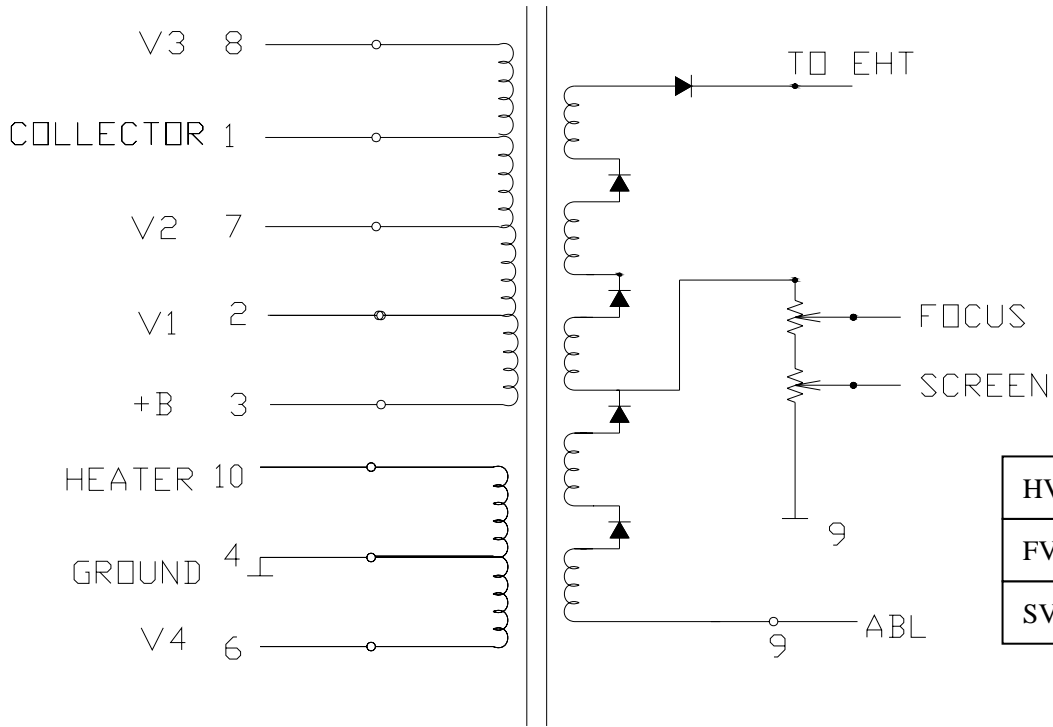 V3 8
COLLECTOR 1
V2 7
V1 2
+B 3
HEATER 10
GROUND 4
V4 6
TO EHT
FOCUS
SCREEN
9
ABL
9
HV
FV
SV